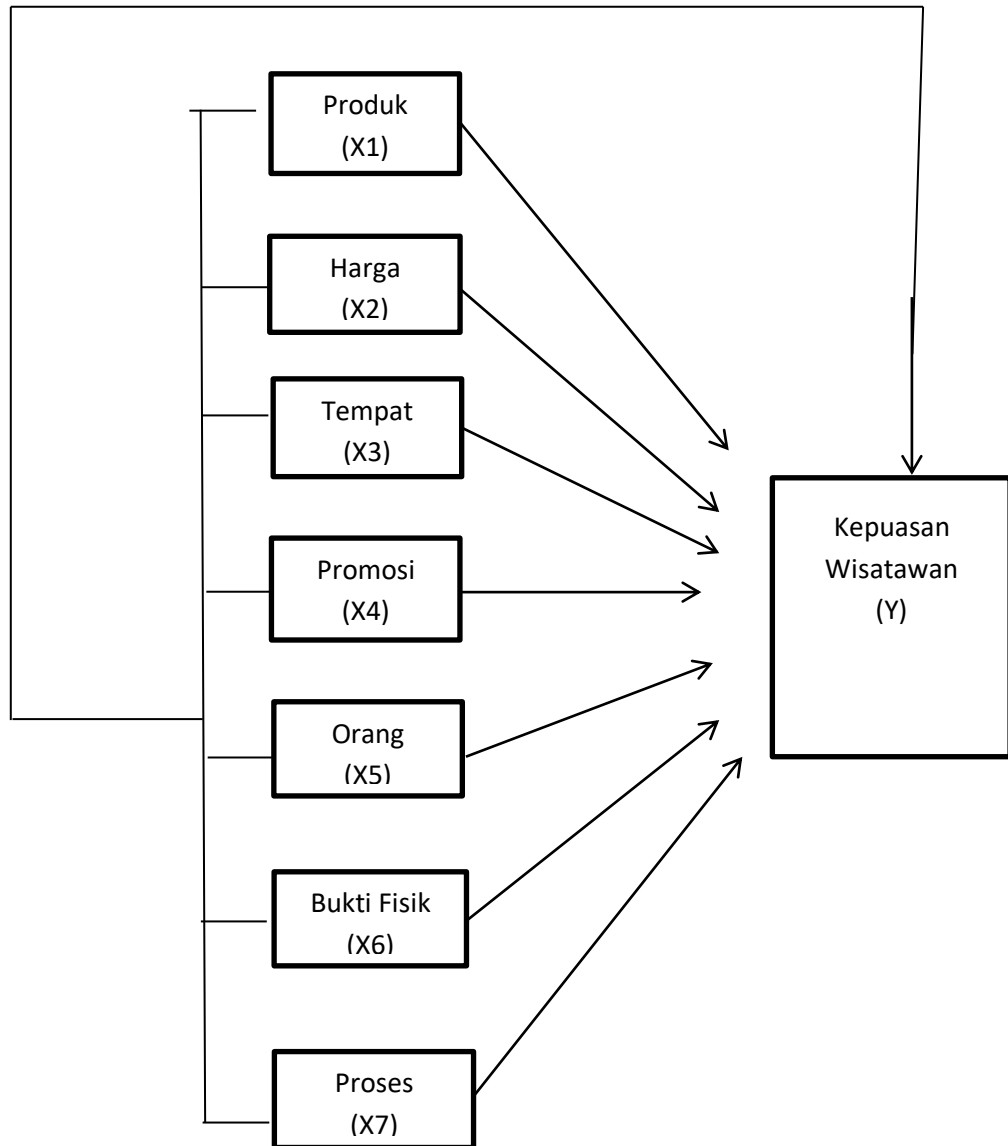 Produk
(X1)
Harga
(X2)
Tempat
(X3)
Promosi
(X4)
Orang
(X5)
Bukti Fisik
(X6)
Proses
(X7)
Kepuasan
Wisatawan
(Y)